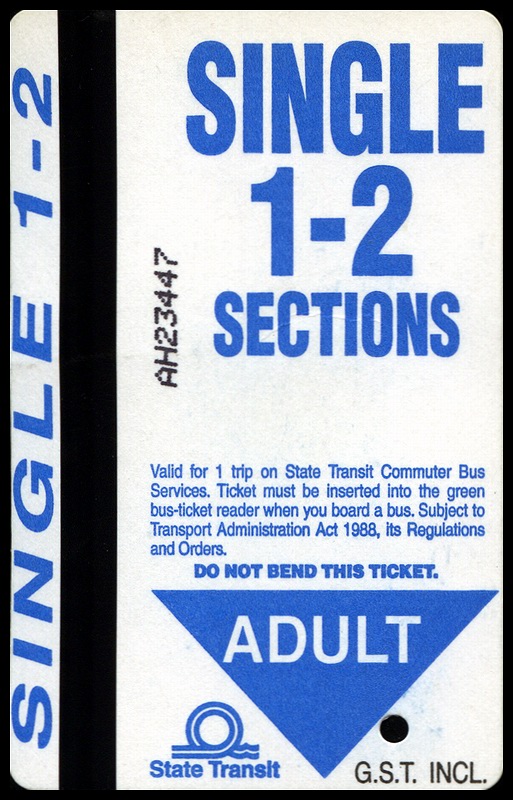 SINGLE 1-2
SINGLE
1-2
SECTIONS
AH23447
Valid for 1 trip on State Transit Commuter Bus
Services. Ticket must be inserted into the green
bus-ticket reader when you board a bus. Subject to
Transport Administration Act 1988, its Regulations
and Orders.
DO NOT BEND THIS TICKET.
ADULT
State Transit
G.S.T. INCL.